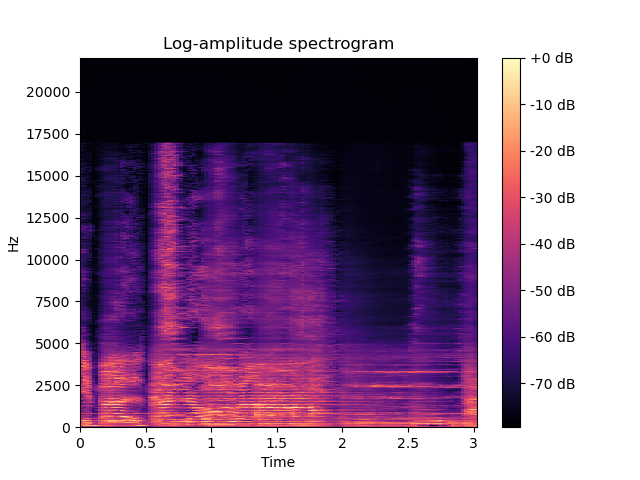 Log-amplitude spectrogram
Hz
20000
17500
15000
12500
10000
7500
5000
2500
0
0
0.5
1
1.5
2
2.5
3
Time
+0 dB
-10 dB
-20 dB
-30 dB
-40 dB
-50 dB
-60 dB
-70 dB